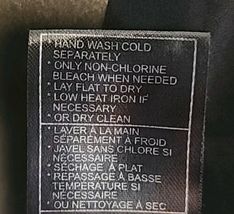 * HAND WASH COLD
SEPARATELY
* ONLY NON-CHLORINE
BLEACH WHEN NEEDED
* LAY FLAT TO DRY
* LOW HEAT IRON IF
NECESSARY
* OR DRY CLEAN
* LAVER À LA MAIN
SÉPARÉMENT À FROID
* JAVEL SANS CHLORE SI
NÉCESSAIRE
* SÉCHAGE À PLAT
* REPASSAGE À BASSE
TEMPERATURE SI
NÉCESSAIRE
* OU NETTOYAGE À SEC